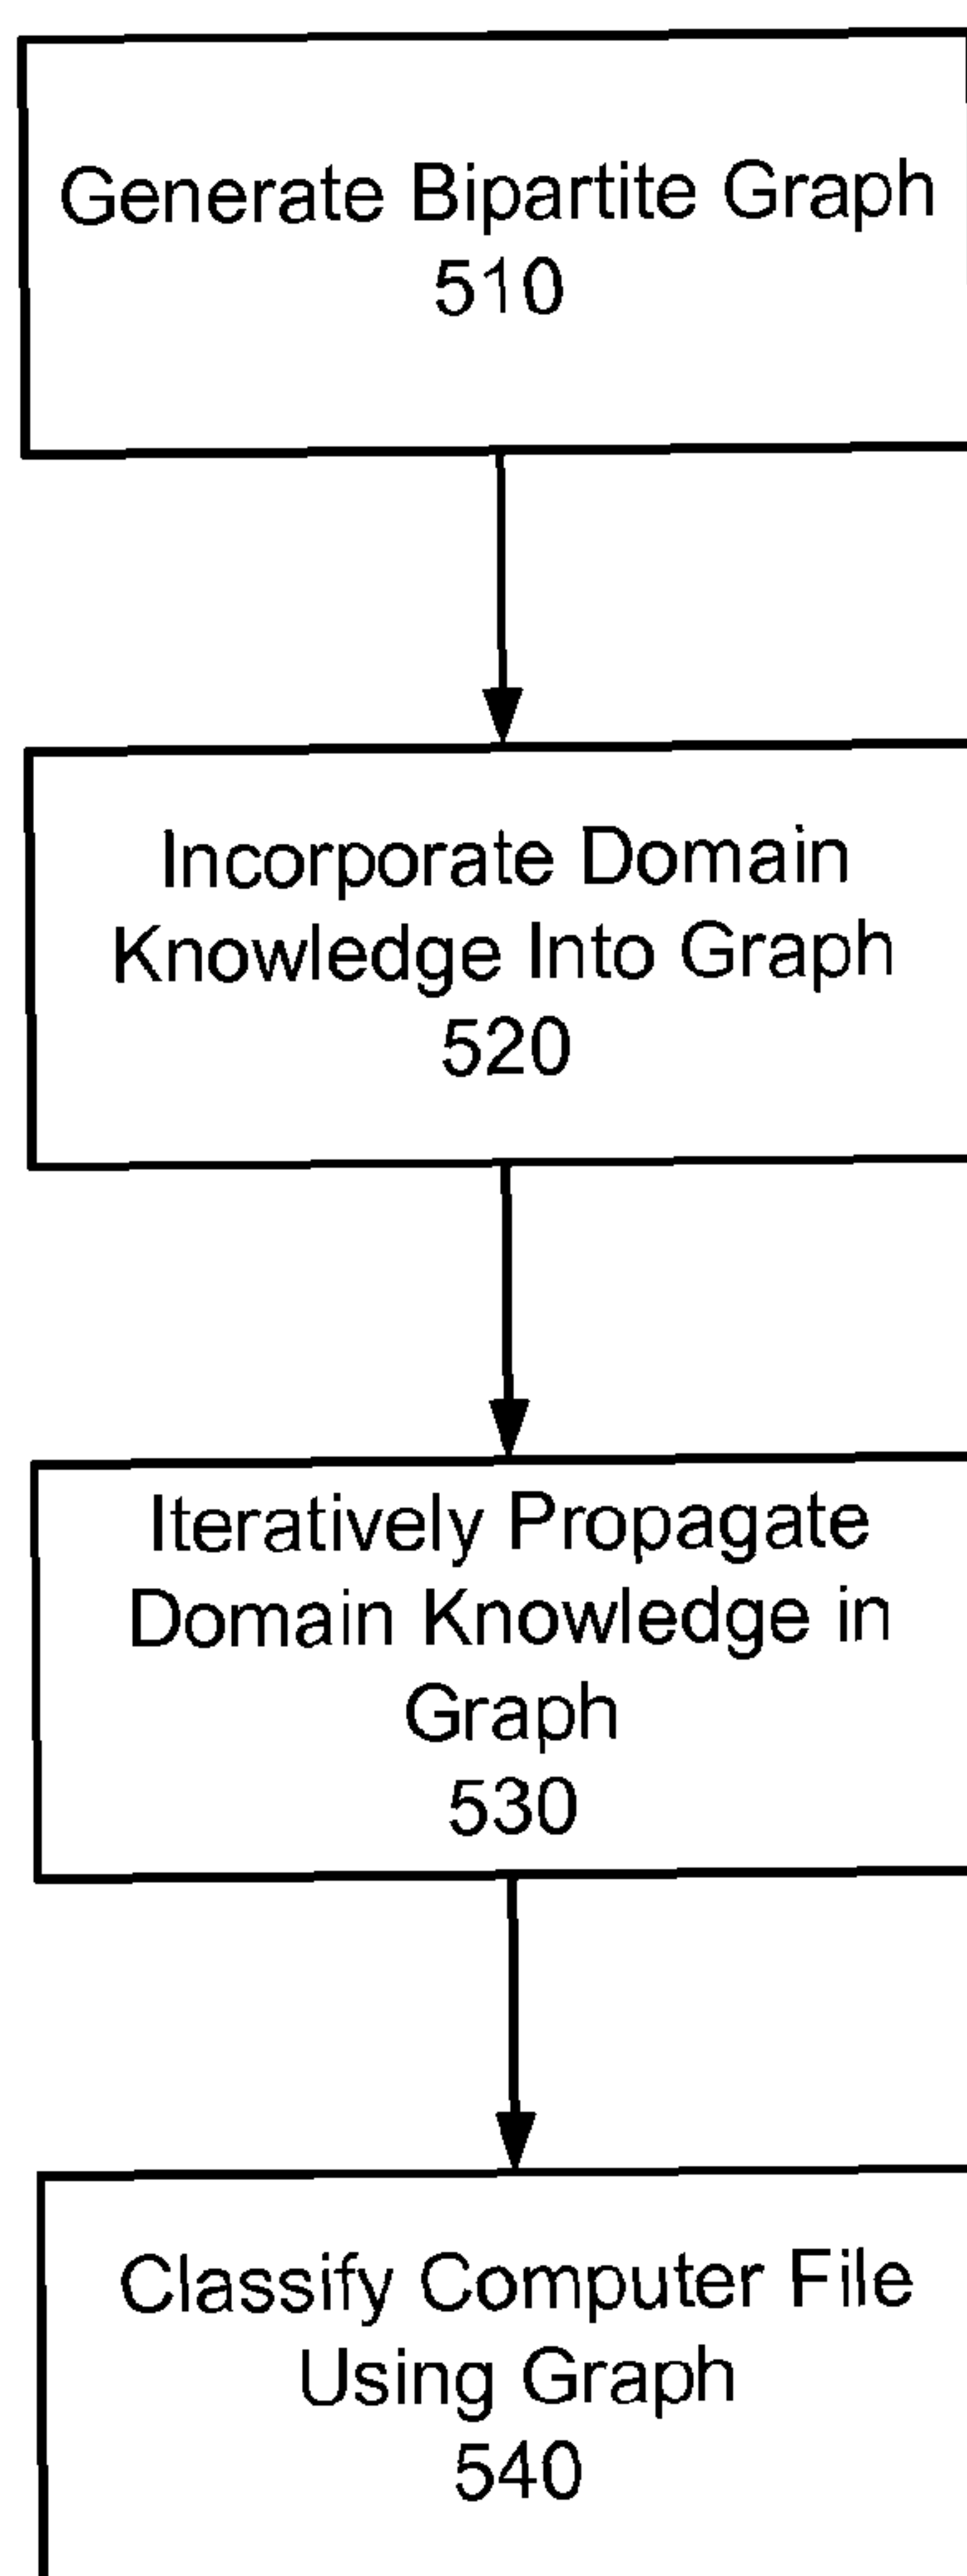 Generate Bipartite Graph
510
Incorporate Domain
Knowledge Into Graph
520
Iteratively Propagate
Domain Knowledge in
Graph
530
Classify Computer File
Using Graph
540